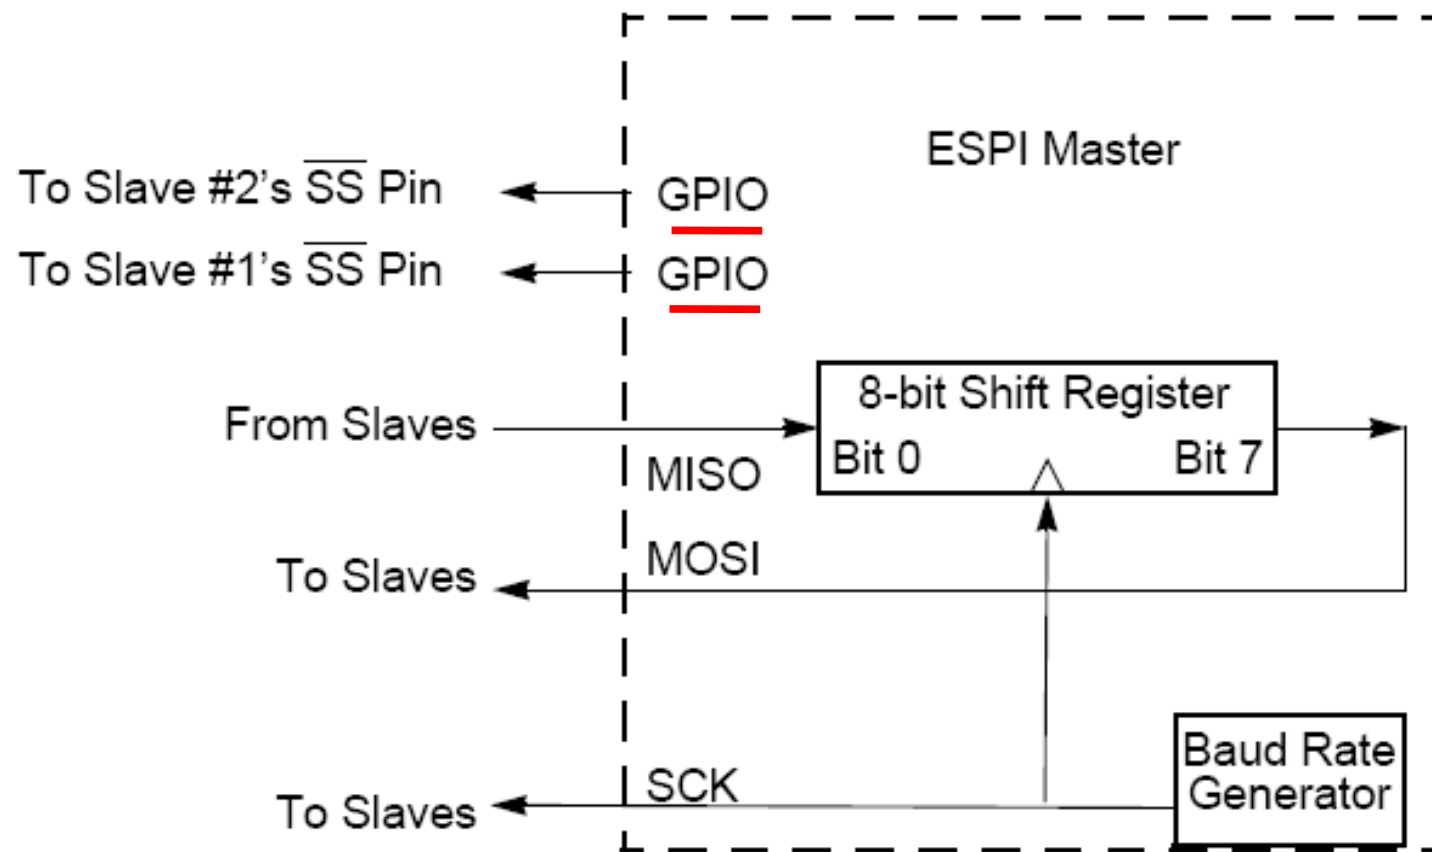 ESPI Master
To Slave #2's SS Pin
GPIO
To Slave #1's SS Pin
GPIO
8-bit Shift Register
From Slaves
Bit 0
Bit 7
MISO
MOSI
To Slaves
Baud Rate
Generator
SCK
To Slaves